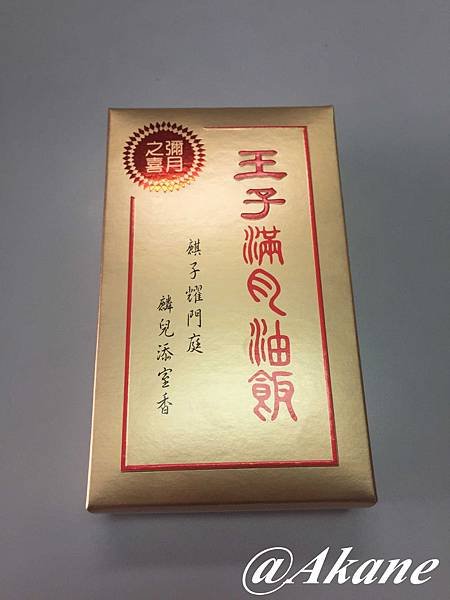 王子滿月油飯
彌月
之喜
麒子耀門庭
麟兒添室香
@Akane